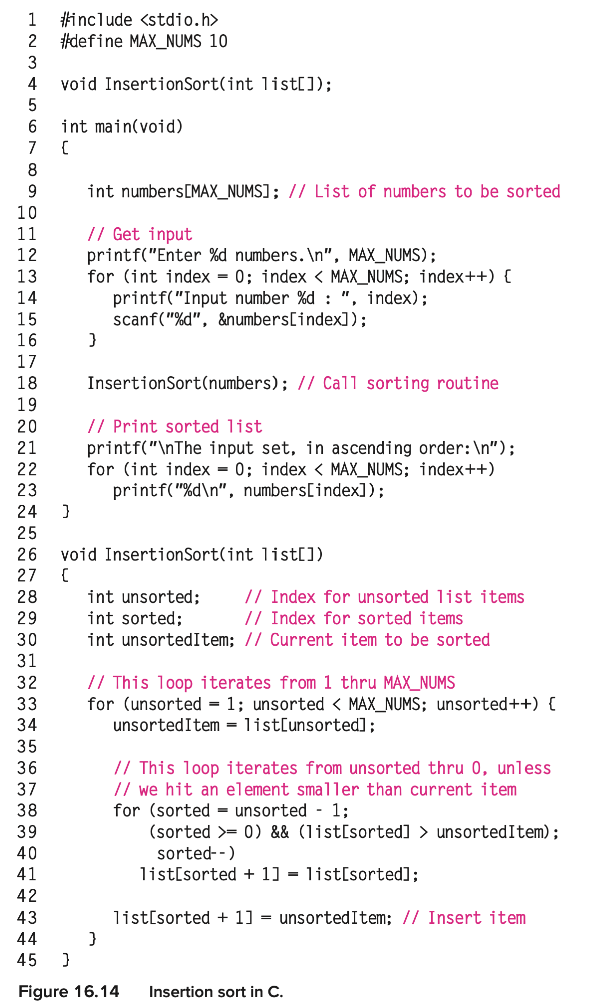 1 #include <stdio.h>
2 #define MAX_NUMS 10
3
4 void InsertionSort(int list[]);
5
6 int main(void)
7 {
8
9 int numbers[MAX_NUMS]; // List of numbers to be sorted
10
11 // Get input
12 printf("Enter %d numbers.\n", MAX_NUMS);
13 for (int index = 0; index < MAX_NUMS; index++) {
14 printf("Input number %d : ", index);
15 scanf("%d", &numbers[index]);
16 }
17
18 InsertionSort(numbers); // Call sorting routine
19
20 // Print sorted list
21 printf("\nThe input set, in ascending order:\n");
22 for (int index = 0; index < MAX_NUMS; index++)
23 printf("%d\n", numbers[index]);
24 }
25
26 void InsertionSort(int list[])
27 {
28 int unsorted; // Index for unsorted list items
29 int sorted; // Index for sorted items
30 int unsortedItem; // Current item to be sorted
31
32 // This loop iterates from 1 thru MAX_NUMS
33 for (unsorted = 1; unsorted < MAX_NUMS; unsorted++) {
34 unsortedItem = list[unsorted];
35
36 // This loop iterates from unsorted thru 0, unless
37 // we hit an element smaller than current item
38 for (sorted = unsorted - 1;
39 (sorted >= 0) && (list[sorted] > unsortedItem);
40 sorted--)
41 list[sorted + 1] = list[sorted];
42
43 list[sorted + 1] = unsortedItem; // Insert item
44 }
45 }
Figure 16.14 Insertion sort in C.